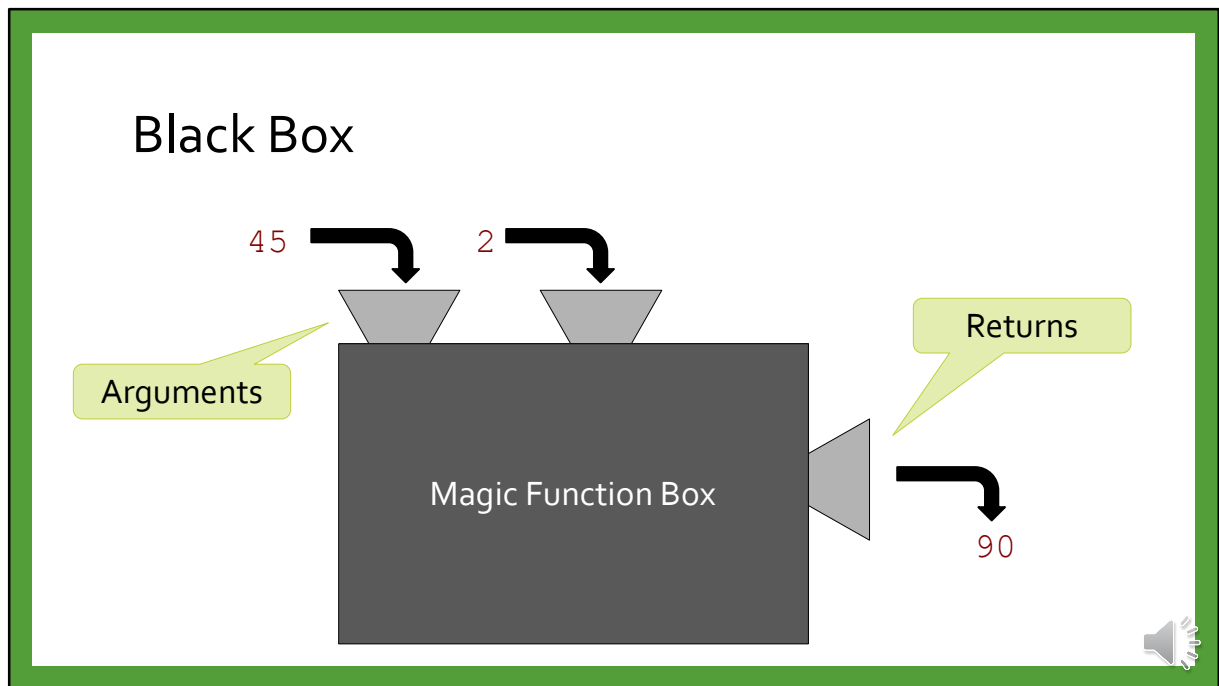 Black Box
45
2
Arguments
Returns
Magic Function Box
90